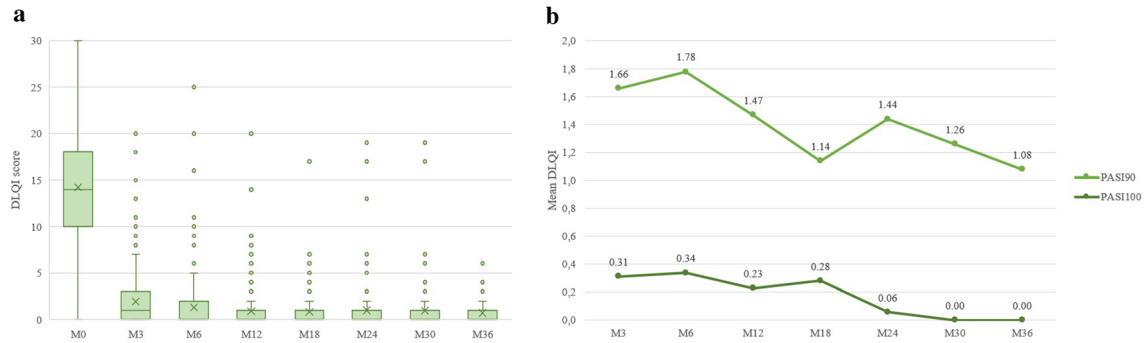 a
30
25
20
15
10
5
0
DLQI score
M0 M3 M6 M12 M18 M24 M30 M36
b
2,0
1,8
1,6
1,4
1,2
1,0
0,8
0,6
0,4
0,2
0,0
Mean DLQI
1.66 1.78 1.47 1.14 1.44 1.26 1.08
0.31 0.34 0.23 0.28 0.06 0.00 0.00
M3 M6 M12 M18 M24 M30 M36
PASI90
PASI100